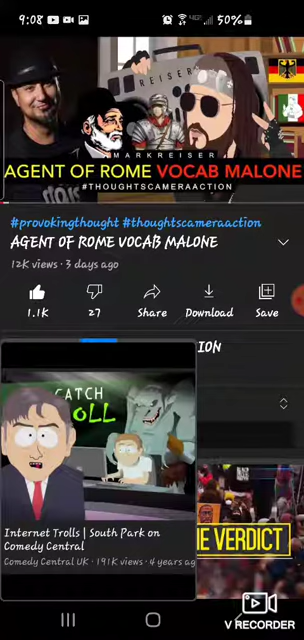 9:08
4G
50%
REISER
MARKREISER
AGENT OF ROME VOCAB MALONE
#THOUGHTSCAMERAACTION
#provokingthought #thoughtscameraaction
AGENT OF ROME VOCAB MALONE
12K views · 3 days ago
1.1K
27
Share
Download
Save
ION
CATCH
OLL
Internet Trolls | South Park on
Comedy Central
Comedy Central UK · 191K views · 4 years ag
E VERDICT
V RECORDER